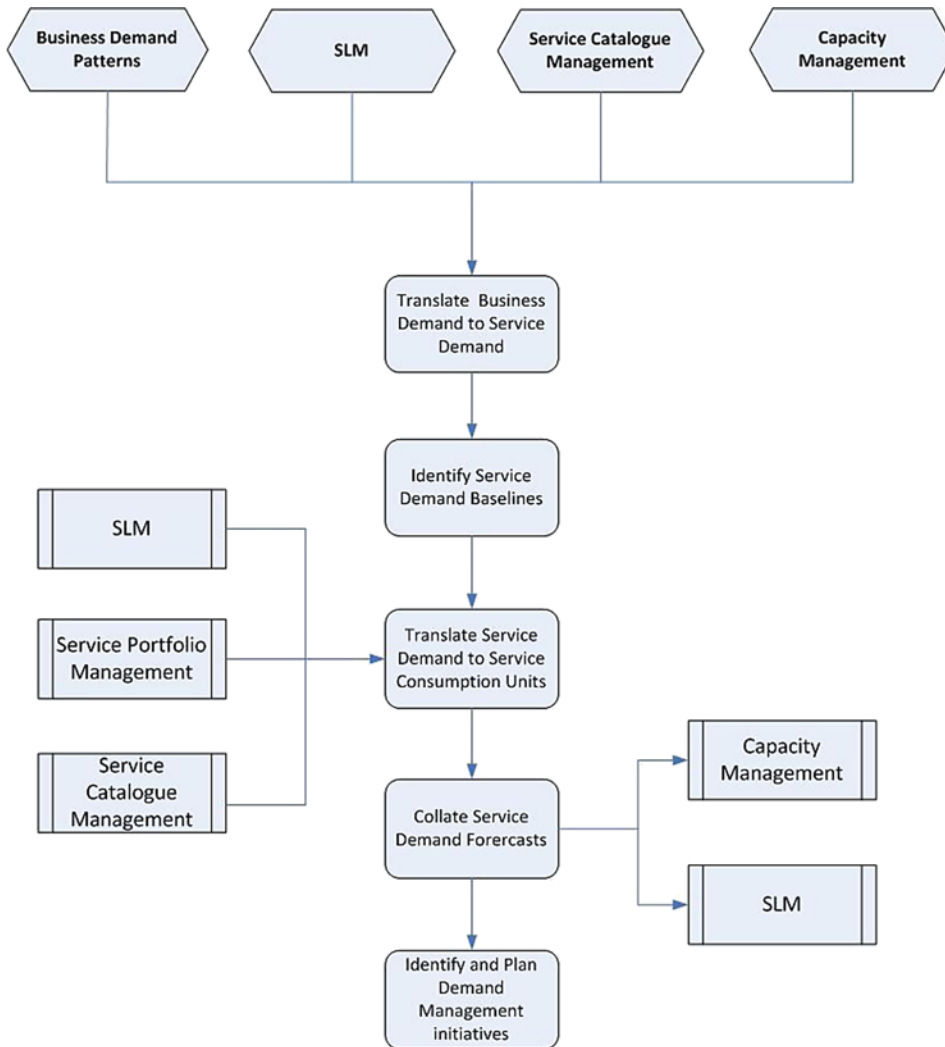 Business Demand
Patterns
SLM
Service Catalogue
Management
Capacity
Management
Translate Business
Demand to Service
Demand
Identify Service
Demand Baselines
SLM
Service Portfolio
Management
Translate Service
Demand to Service
Consumption Units
Service
Catalogue
Management
Capacity
Management
Collate Service
Demand Forercasts
SLM
Identify and Plan
Demand
Management
initiatives